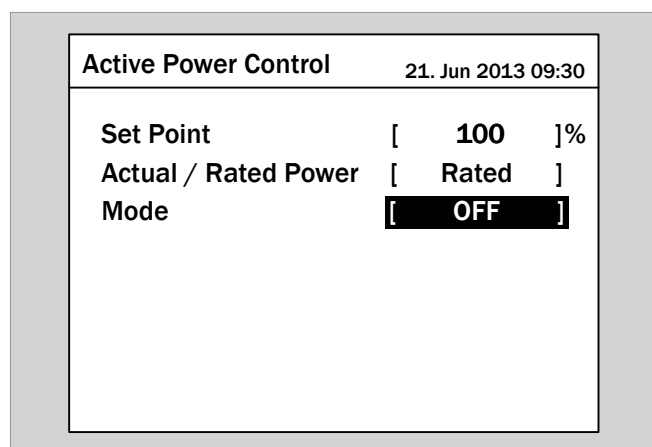 Active Power Control 21. Jun 2013 09:30
Set Point [ 100 ]%
Actual / Rated Power [ Rated ]
Mode [ OFF ]